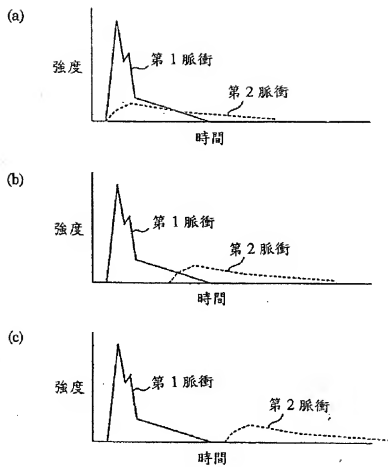 (a)
強度
第1脈衝
第2脈衝
時間
(b)
強度
第1脈衝
第2脈衝
時間
(c)
強度
第1脈衝
第2脈衝
時間